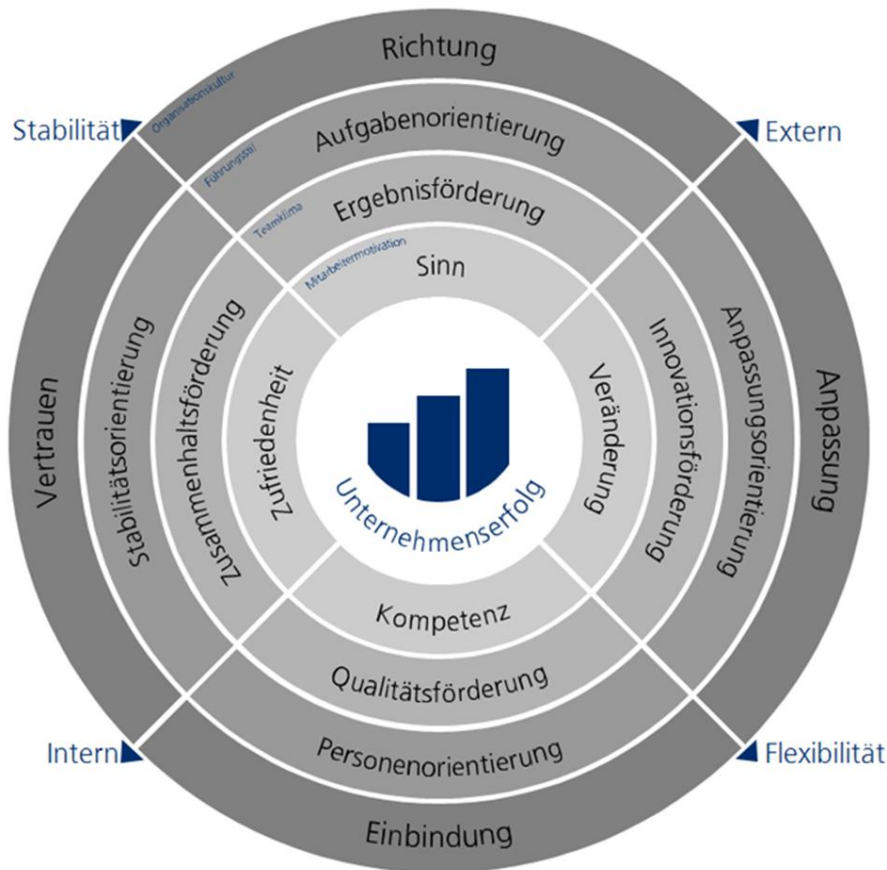 Richtung
Organisationskultur
Stabilität
Extern
Aufgabenorientierung
Führungsstil
Ergebnisförderung
Teamklima
Sinn
Mitarbeitermotivation
Vertrauen
Stabilitätsorientierung
Zusammenhaltsförderung
Zufriedenheit
Unternehmenserfolg
Veränderung
Innovationsförderung
Anpassungsorientierung
Anpassung
Kompetenz
Qualitätsförderung
Personenorientierung
Einbindung
Intern
Flexibilität